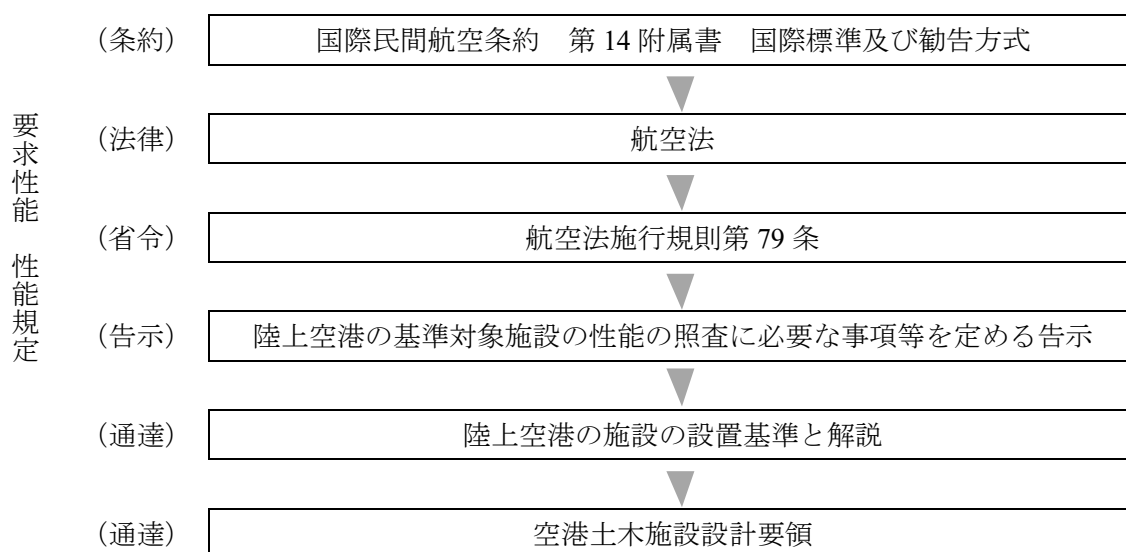 （条約）
国際民間航空条約　第 14 附属書　国際標準及び勧告方式
要求性能　性能規定
（法律）
航空法
（省令）
航空法施行規則第 79 条
（告示）
陸上空港の基準対象施設の性能の照査に必要な事項等を定める告示
（通達）
陸上空港の施設の設置基準と解説
（通達）
空港土木施設設計要領